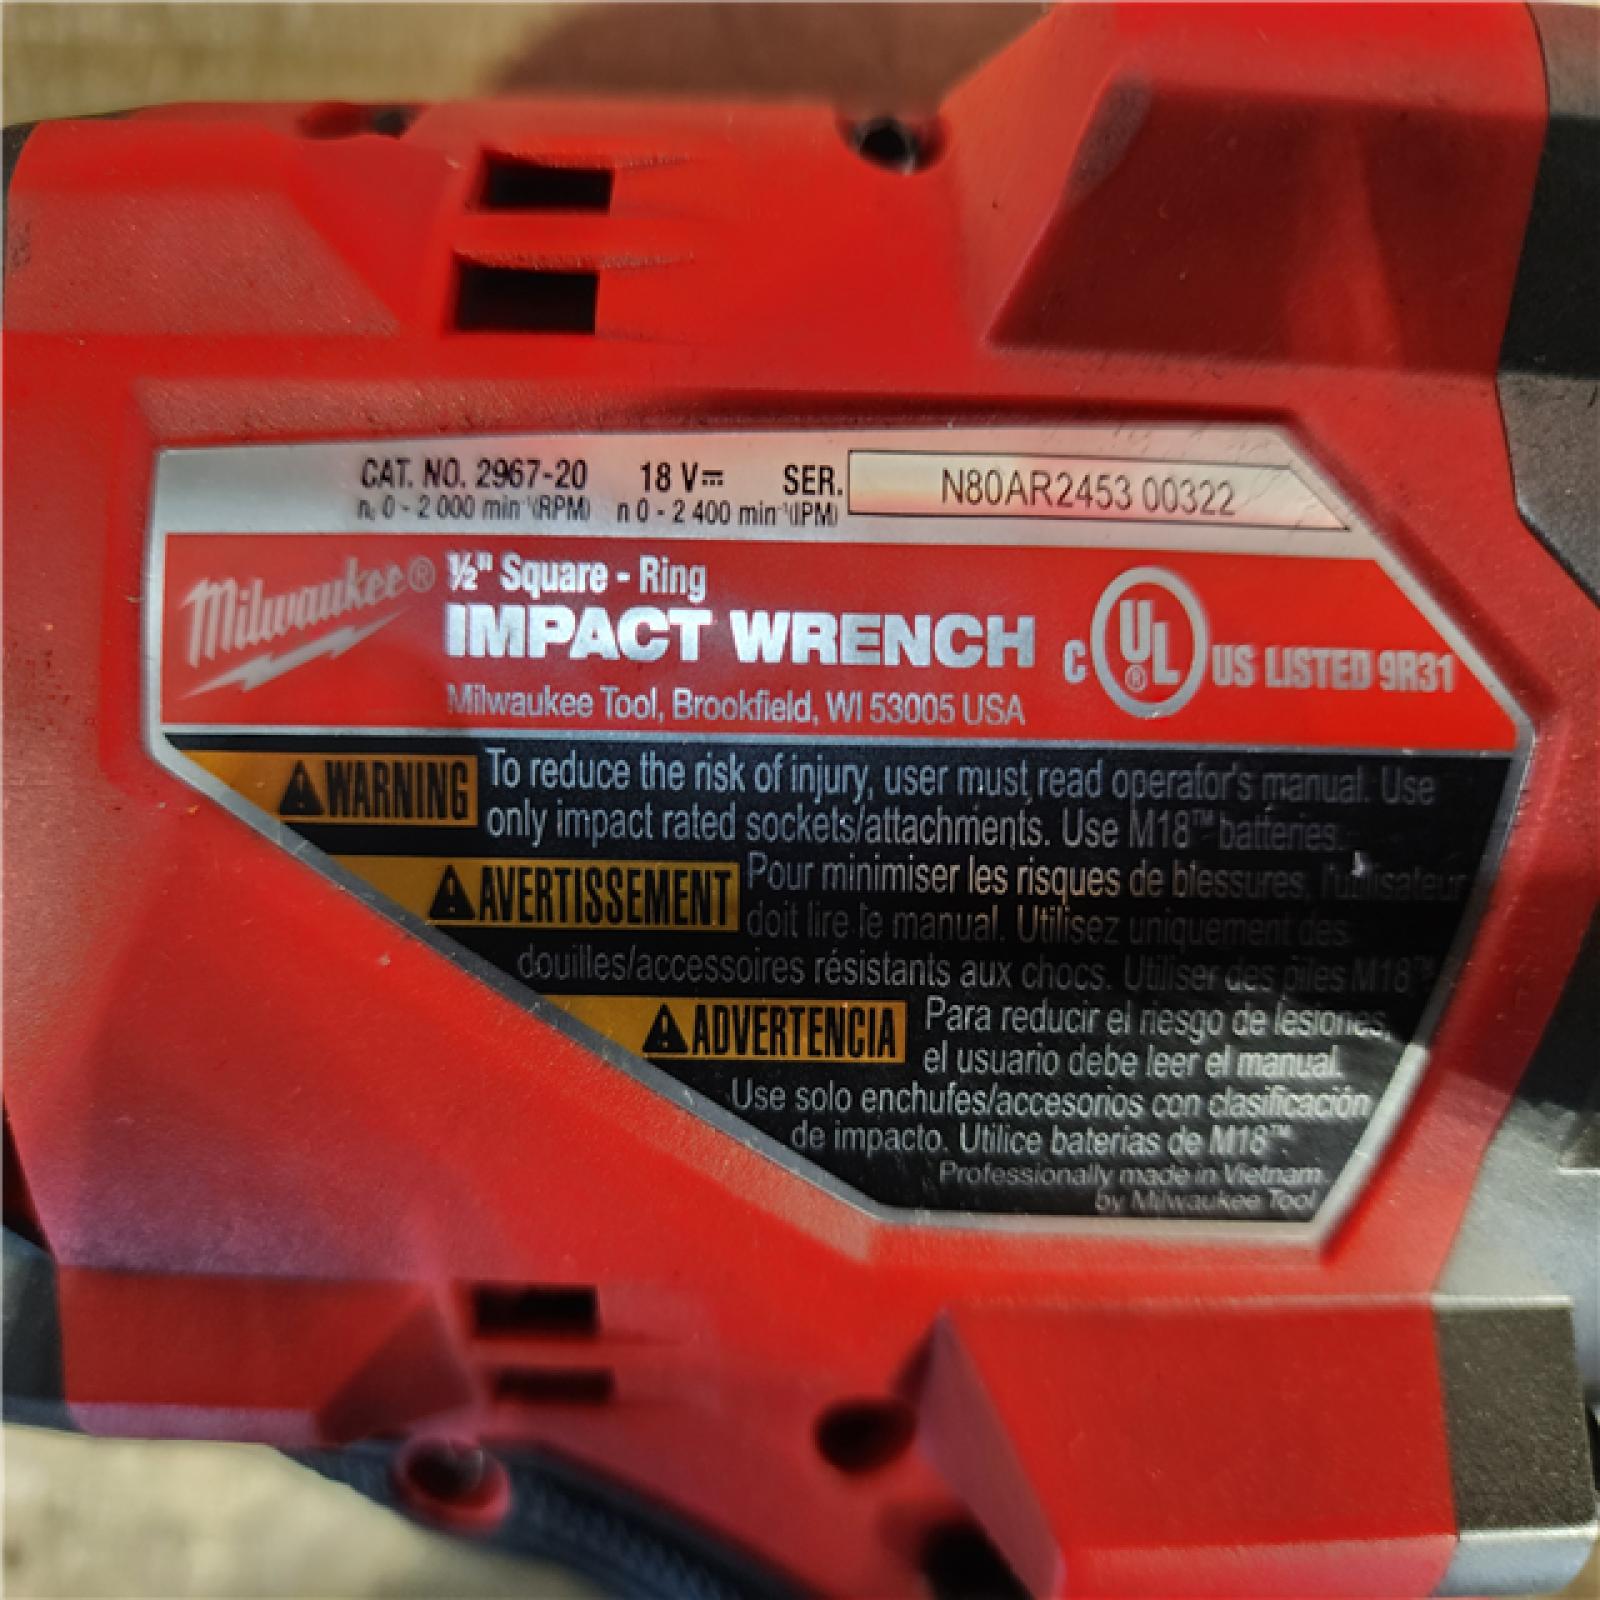 CAT. NO. 2967-20 18 V⎓ SER. N80AR2453 00322
n₀ 0 - 2 000 min⁻¹(RPM) n 0 - 2 400 min⁻¹(IPM)
Milwaukee® ½" Square - Ring
IMPACT WRENCH
Milwaukee Tool, Brookfield, WI 53005 USA
C UL® US LISTED 9R31
⚠WARNING To reduce the risk of injury, user must read operator's manual. Use
only impact rated sockets/attachments. Use M18™ batteries.
⚠AVERTISSEMENT Pour minimiser les risques de blessures, l'utilisateur
doit lire le manual. Utilisez uniquement des
douilles/accessoires résistants aux chocs. Utiliser des piles M18™.
⚠ADVERTENCIA Para reducir el riesgo de lesiones,
el usuario debe leer el manual.
Use solo enchufes/accesorios con clasificación
de impacto. Utilice baterias de M18™.
Professionally made in Vietnam
by Milwaukee Tool